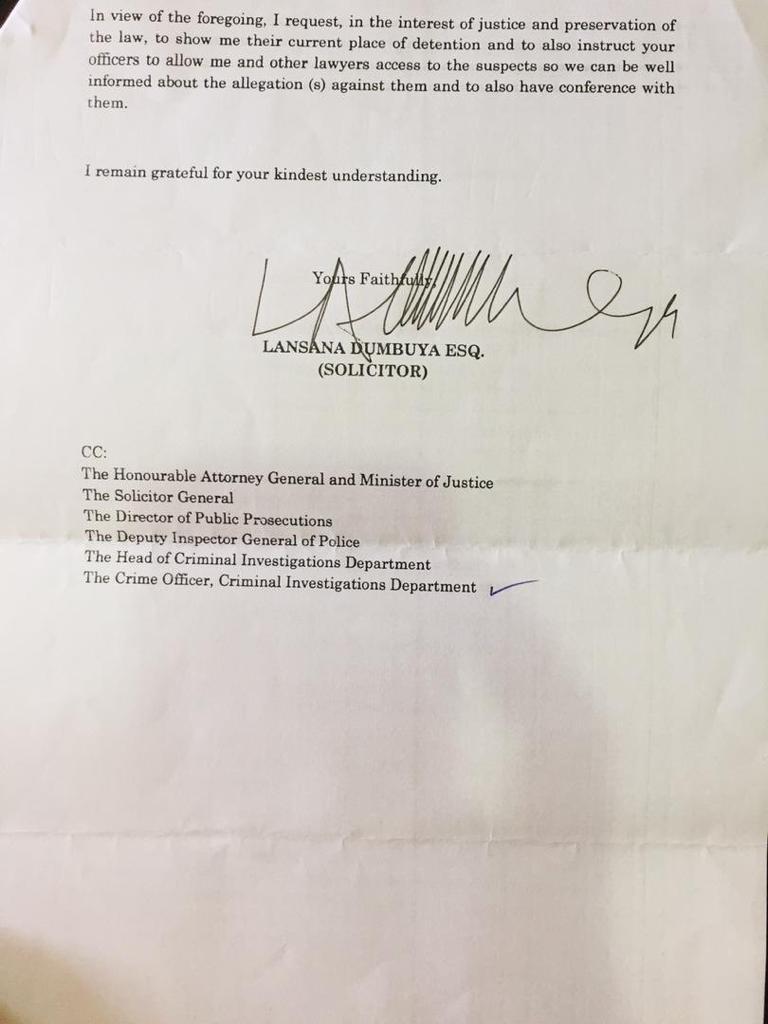 In view of the foregoing, I request, in the interest of justice and preservation of
the law, to show me their current place of detention and to also instruct your
officers to allow me and other lawyers access to the suspects so we can be well
informed about the allegation (s) against them and to also have conference with
them.
I remain grateful for your kindest understanding.
Yours Faithfully,
LANSANA DUMBUYA ESQ.
(SOLICITOR)
CC:
The Honourable Attorney General and Minister of Justice
The Solicitor General
The Director of Public Prosecutions
The Deputy Inspector General of Police
The Head of Criminal Investigations Department
The Crime Officer, Criminal Investigations Department